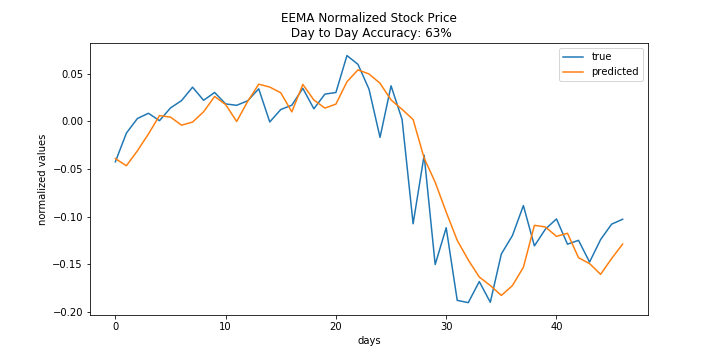 EEMA Normalized Stock Price
Day to Day Accuracy: 63%
true
predicted
normalized values
0.05
0.00
−0.05
−0.10
−0.15
−0.20
0
10
20
30
40
days